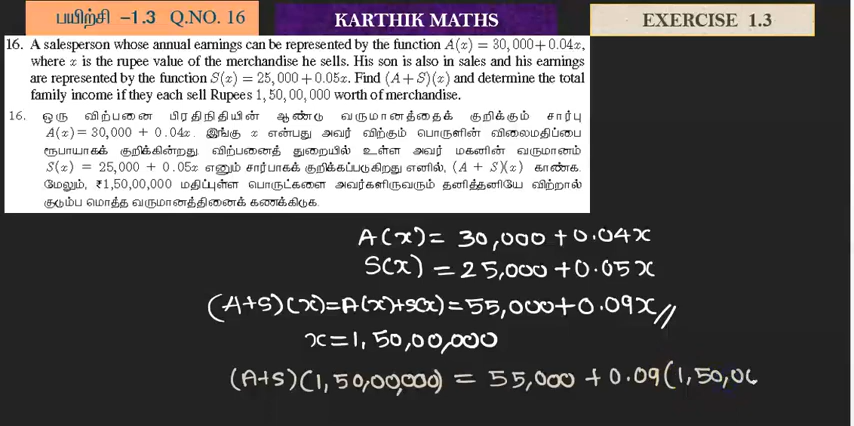 பயிற்சி –1.3 Q.NO. 16
KARTHIK MATHS
EXERCISE 1.3
16. A salesperson whose annual earnings can be represented by the function A(x) = 30,000+0.04x,
where x is the rupee value of the merchandise he sells. His son is also in sales and his earnings
are represented by the function S(x) = 25,000+0.05x. Find (A+S)(x) and determine the total
family income if they each sell Rupees 1,50,00,000 worth of merchandise.
16. ஒரு விற்பனை பிரதிநிதியின் ஆண்டு வருமானத்தைக் குறிக்கும் சார்பு
A(x) = 30,000 + 0.04x. இங்கு x என்பது அவர் விற்கும் பொருளின் விலைமதிப்பை
ரூபாயாகக் குறிக்கின்றது. விற்பனைத் துறையில் உள்ள அவர் மகனின் வருமானம்
S(x) = 25,000 + 0.05x எனும் சார்பாகக் குறிக்கப்படுகிறது எனில், (A + S)(x) காண்க.
மேலும், ₹1,50,00,000 மதிப்புள்ள பொருட்களை அவர்களிருவரும் தனித்தனியே விற்றால்
குடும்ப மொத்த வருமானத்தினைக் கணக்கிடுக.
A(x) = 30,000 + 0.04x
S(x) = 25,000 + 0.05x
(A+S)(x) = A(x)+S(x) = 55,000 + 0.09x //
x = 1,50,00,000
(A+S)(1,50,00,000) = 55,000 + 0.09(1,50,00